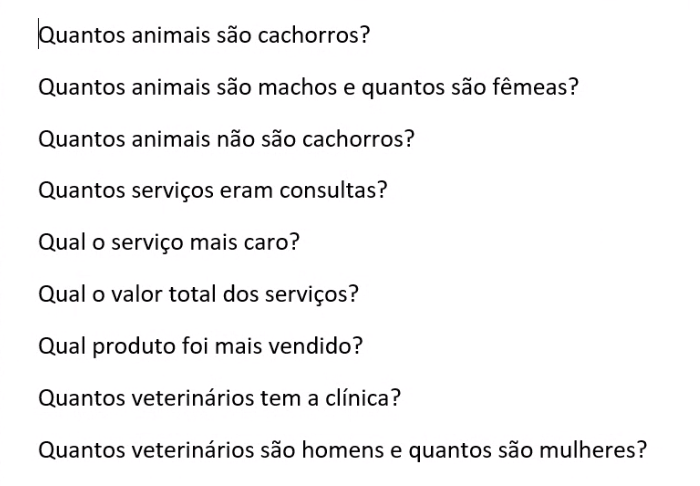 Quantos animais são cachorros?
Quantos animais são machos e quantos são fêmeas?
Quantos animais não são cachorros?
Quantos serviços eram consultas?
Qual o serviço mais caro?
Qual o valor total dos serviços?
Qual produto foi mais vendido?
Quantos veterinários tem a clínica?
Quantos veterinários são homens e quantos são mulheres?